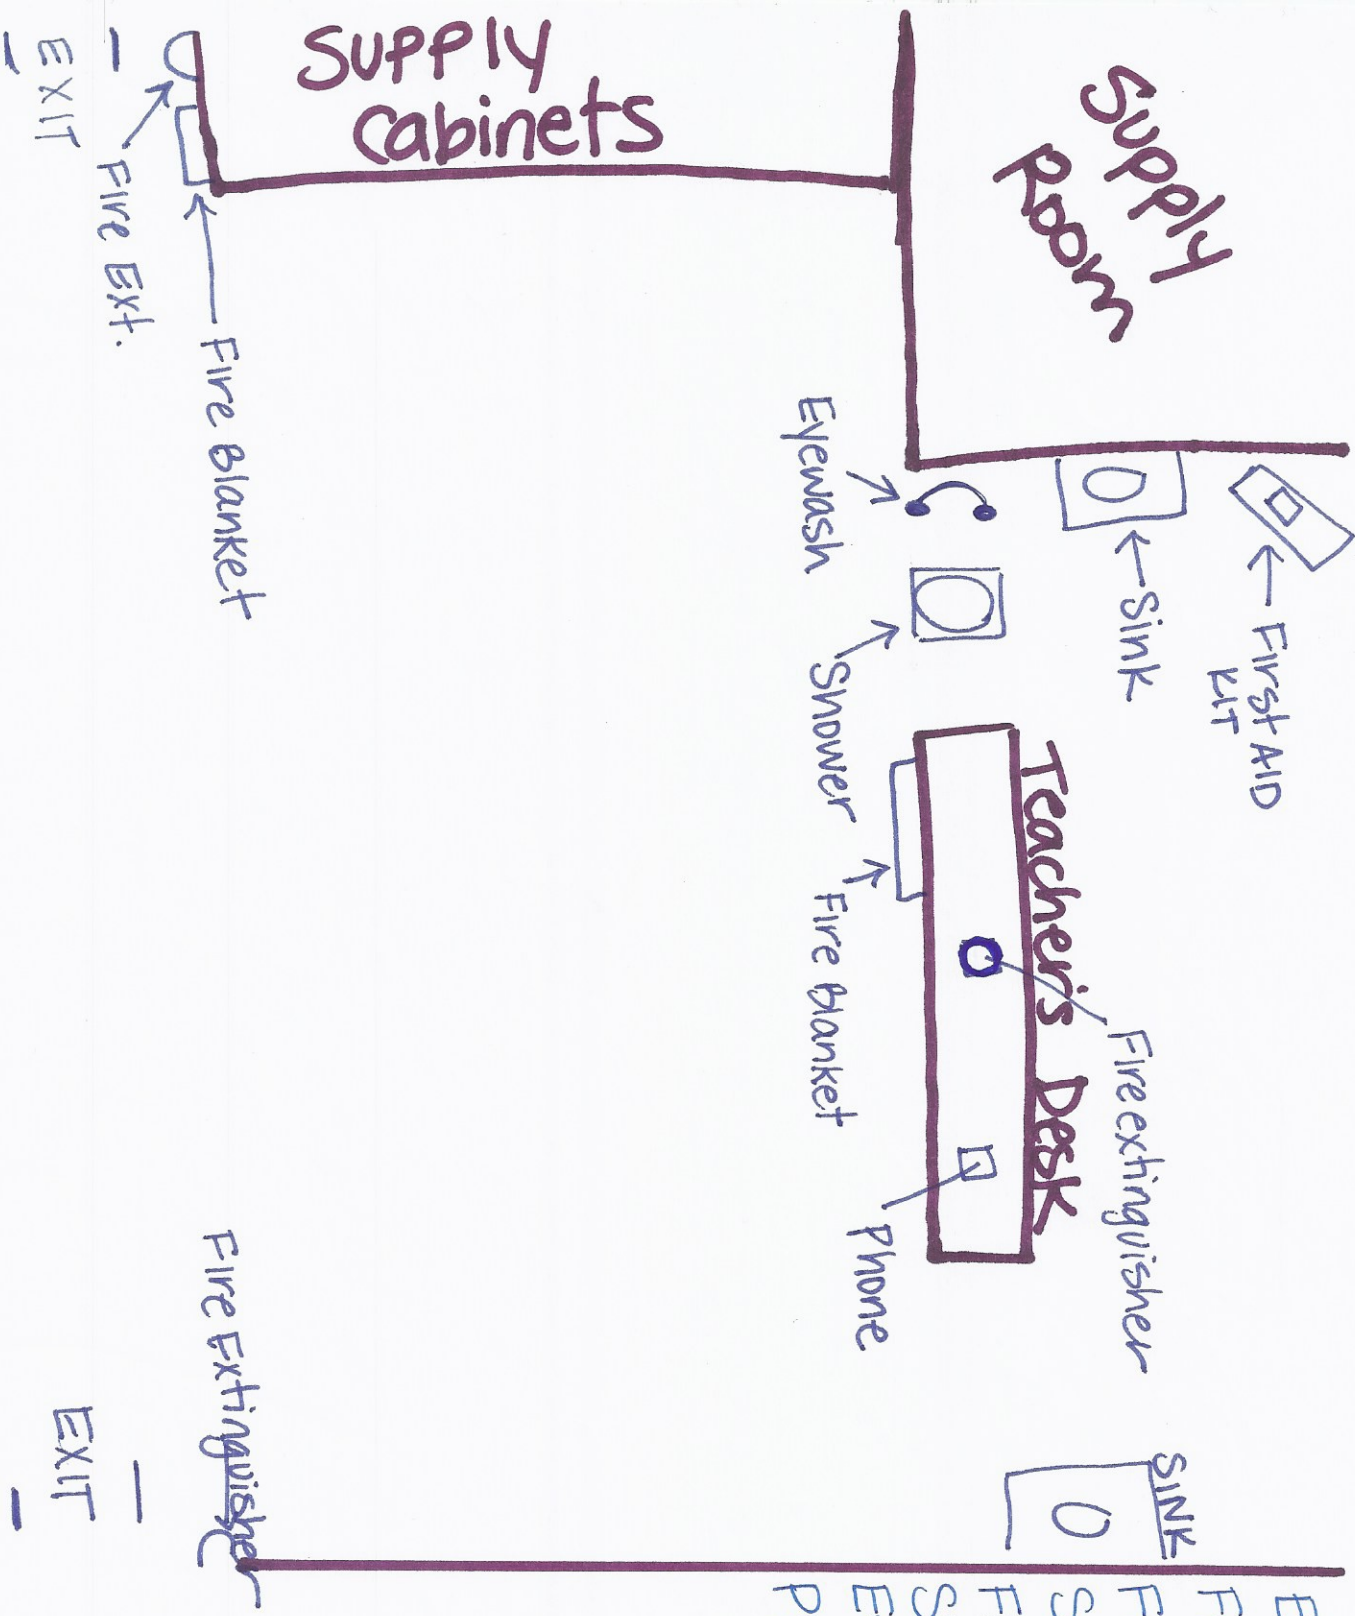 Supply
Cabinets
Supply
Room
EXIT
Fire Ext.
Fire Blanket
Eyewash
Shower
Sink
First AID
KIT
Teacher's Desk
Fire Blanket
Fire extinguisher
Phone
Fire Extinguisher
EXIT
SINK
E
F
F
S
F
S
E
P